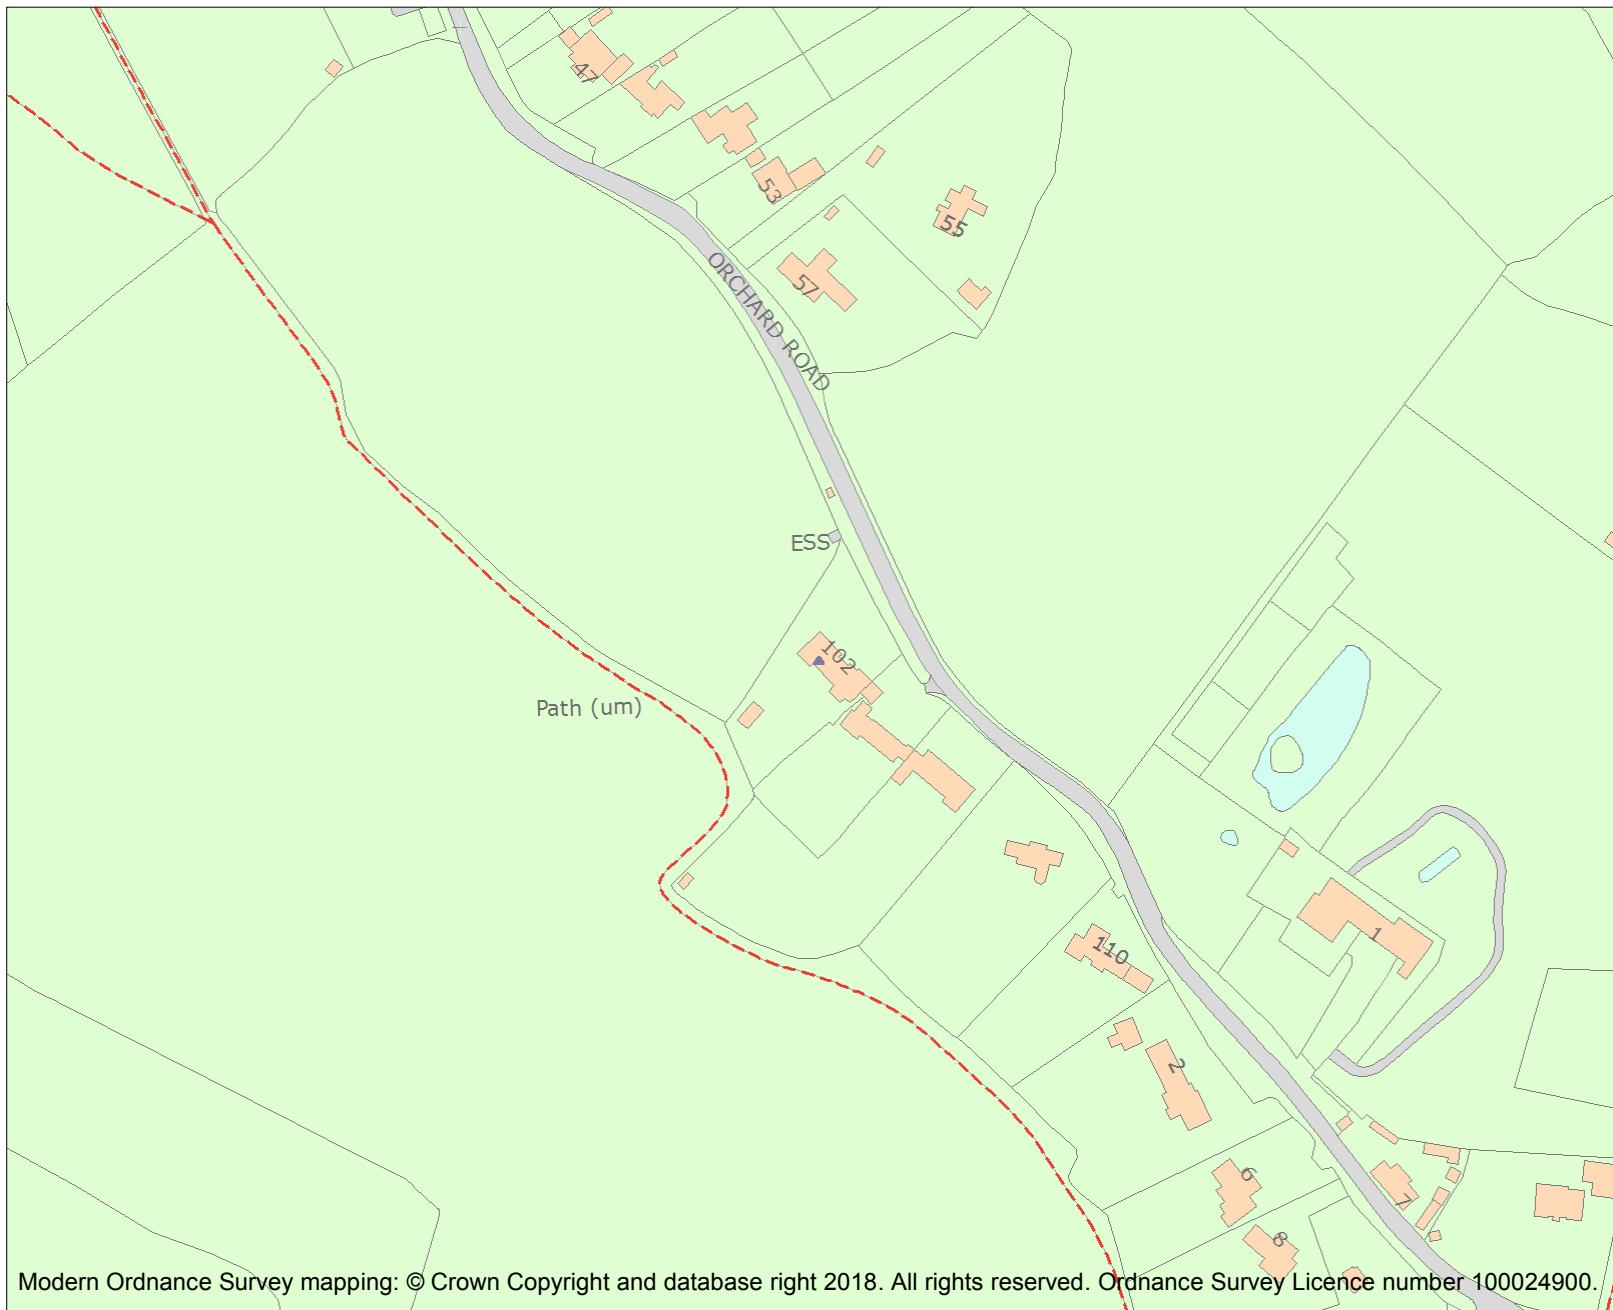 47
53
55
57
ORCHARD ROAD
ESS
102
Path (um)
1
110
2
6
7
8
Modern Ordnance Survey mapping: © Crown Copyright and database right 2018. All rights reserved. Ordnance Survey Licence number 100024900.